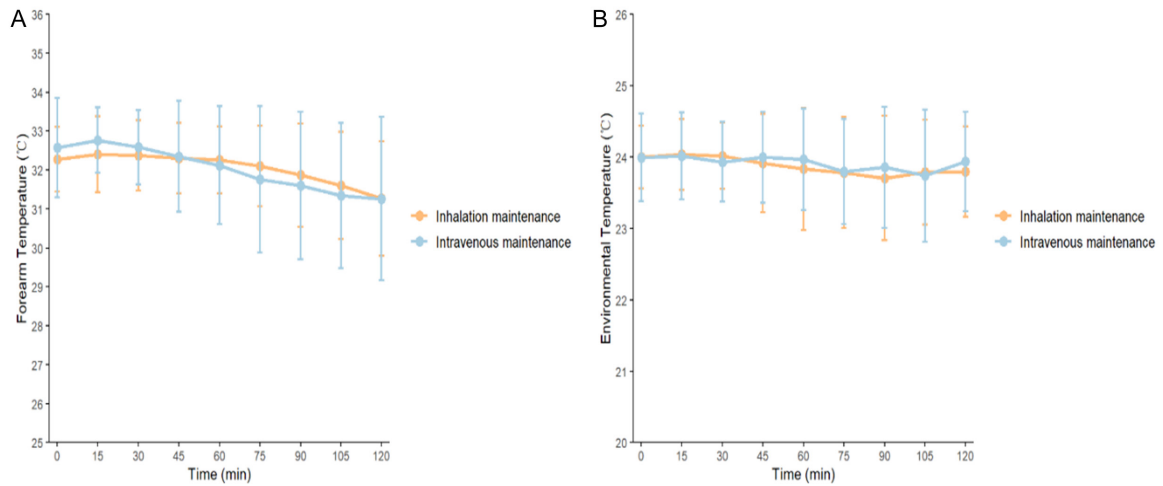 A
36
35
34
33
32
31
30
29
28
27
26
25
Forearm Temperature (℃)
0 15 30 45 60 75 90 105 120
Time (min)
Inhalation maintenance
Intravenous maintenance
B
26
25
24
23
22
21
20
Environmental Temperature (℃)
0 15 30 45 60 75 90 105 120
Time (min)
Inhalation maintenance
Intravenous maintenance